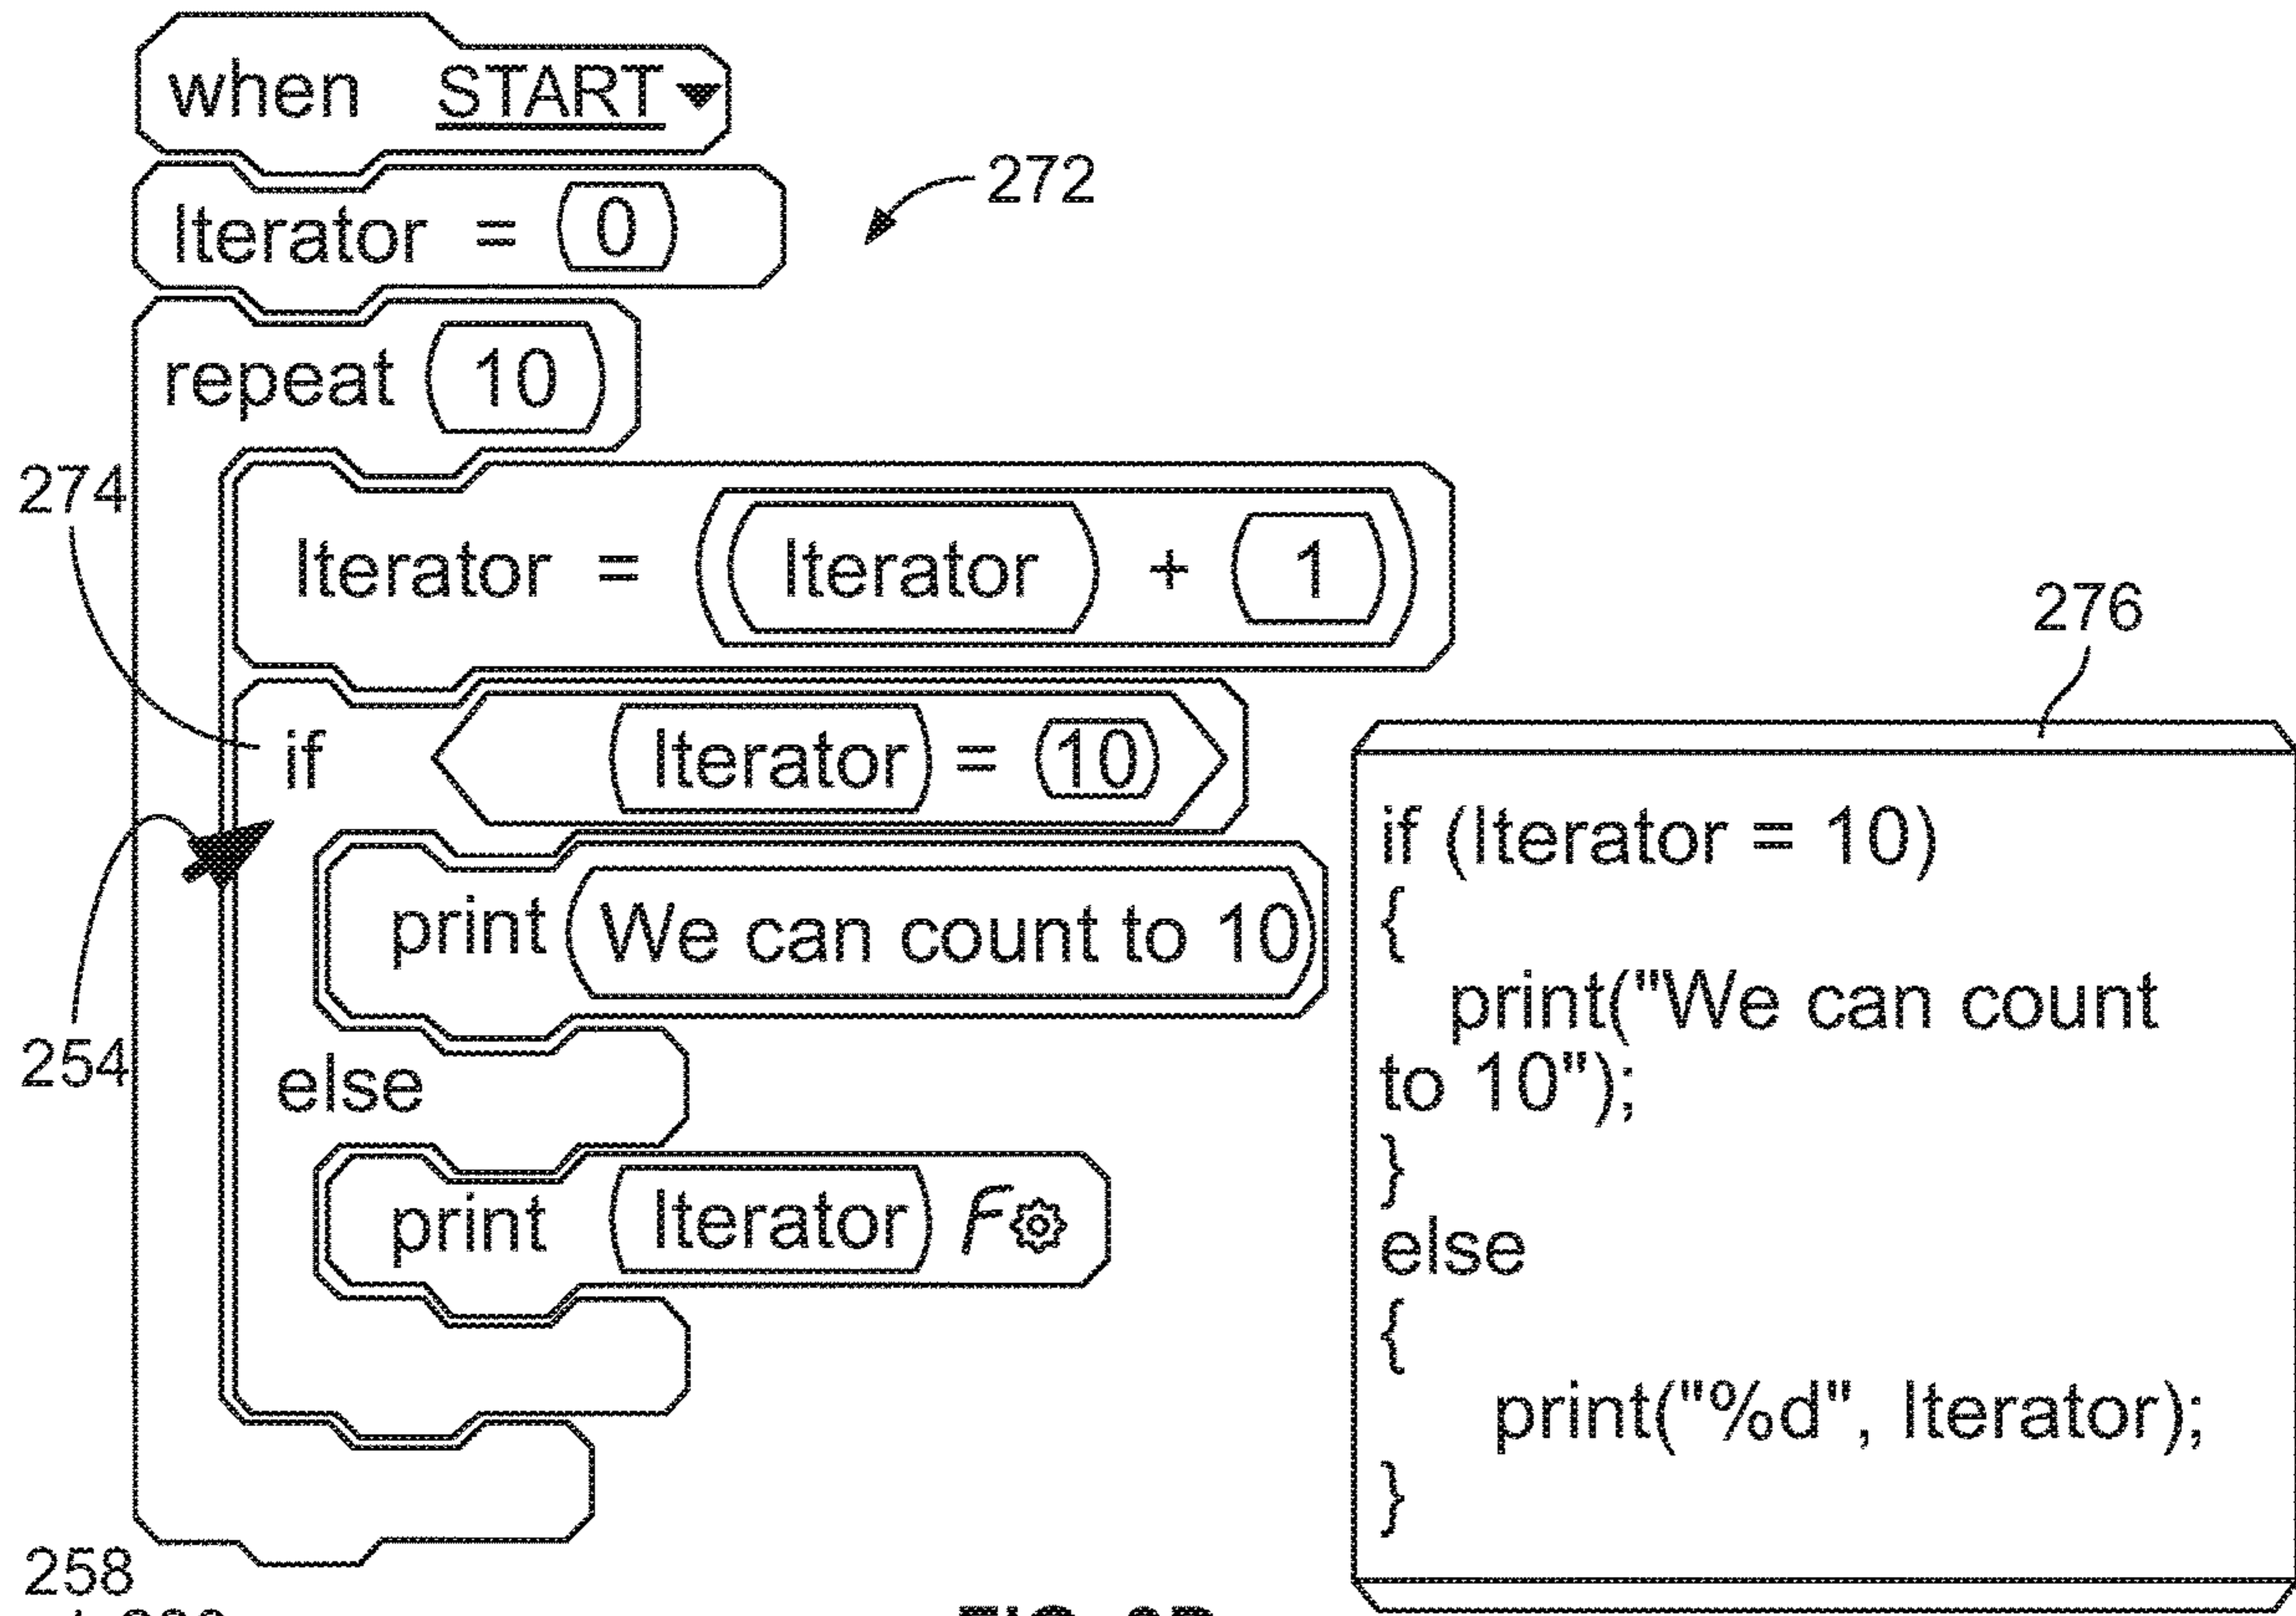 when START
Iterator = 0
272
repeat 10
274
Iterator = Iterator + 1
if Iterator = 10
print We can count to 10
254
else
print Iterator F
276
if (Iterator = 10)
{
print("We can count
to 10");
}
else
{
print("%d", Iterator);
}
258